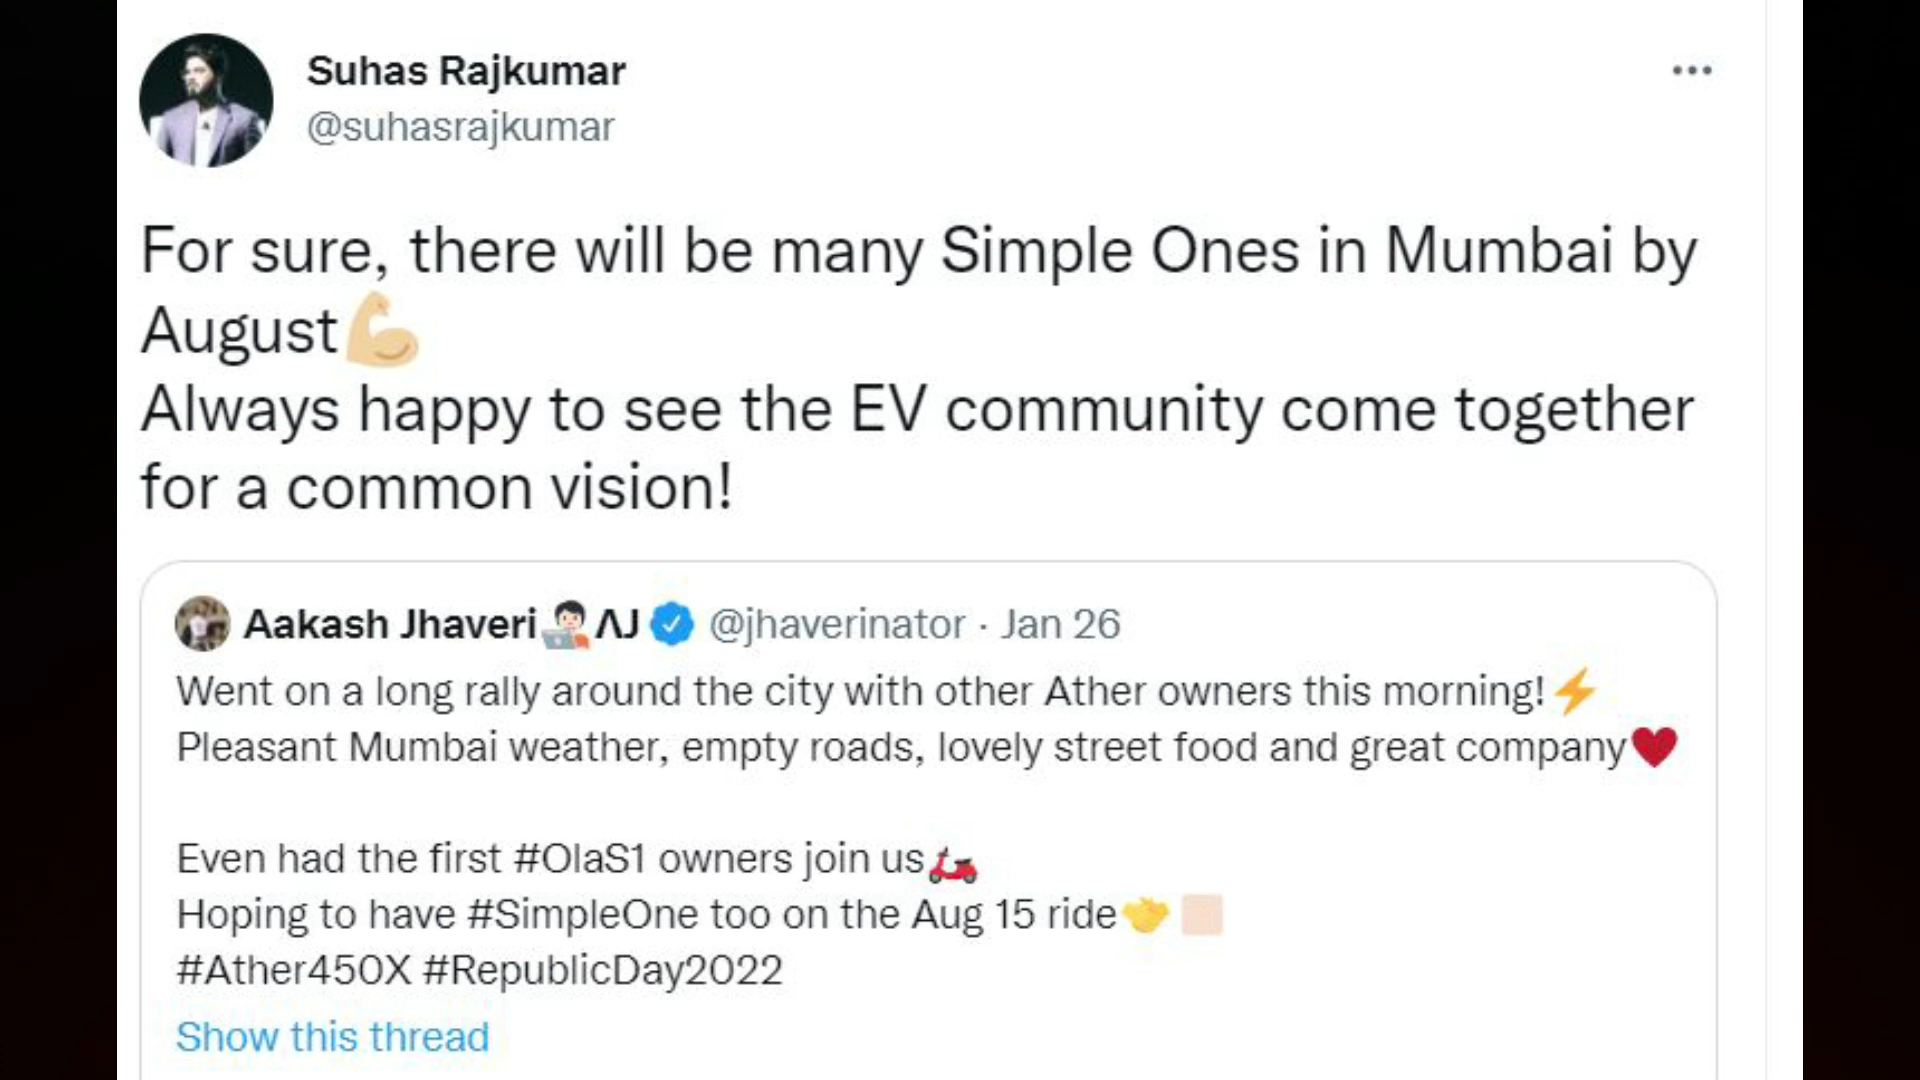 Suhas Rajkumar
@suhasrajkumar
For sure, there will be many Simple Ones in Mumbai by
August💪🏼
Always happy to see the EV community come together
for a common vision!
Aakash Jhaveri🧑🏻‍💻ΛJ @jhaverinator · Jan 26
Went on a long rally around the city with other Ather owners this morning!⚡
Pleasant Mumbai weather, empty roads, lovely street food and great company❤️
Even had the first #OlaS1 owners join us🛵
Hoping to have #SimpleOne too on the Aug 15 ride🤝🏻
#Ather450X #RepublicDay2022
Show this thread